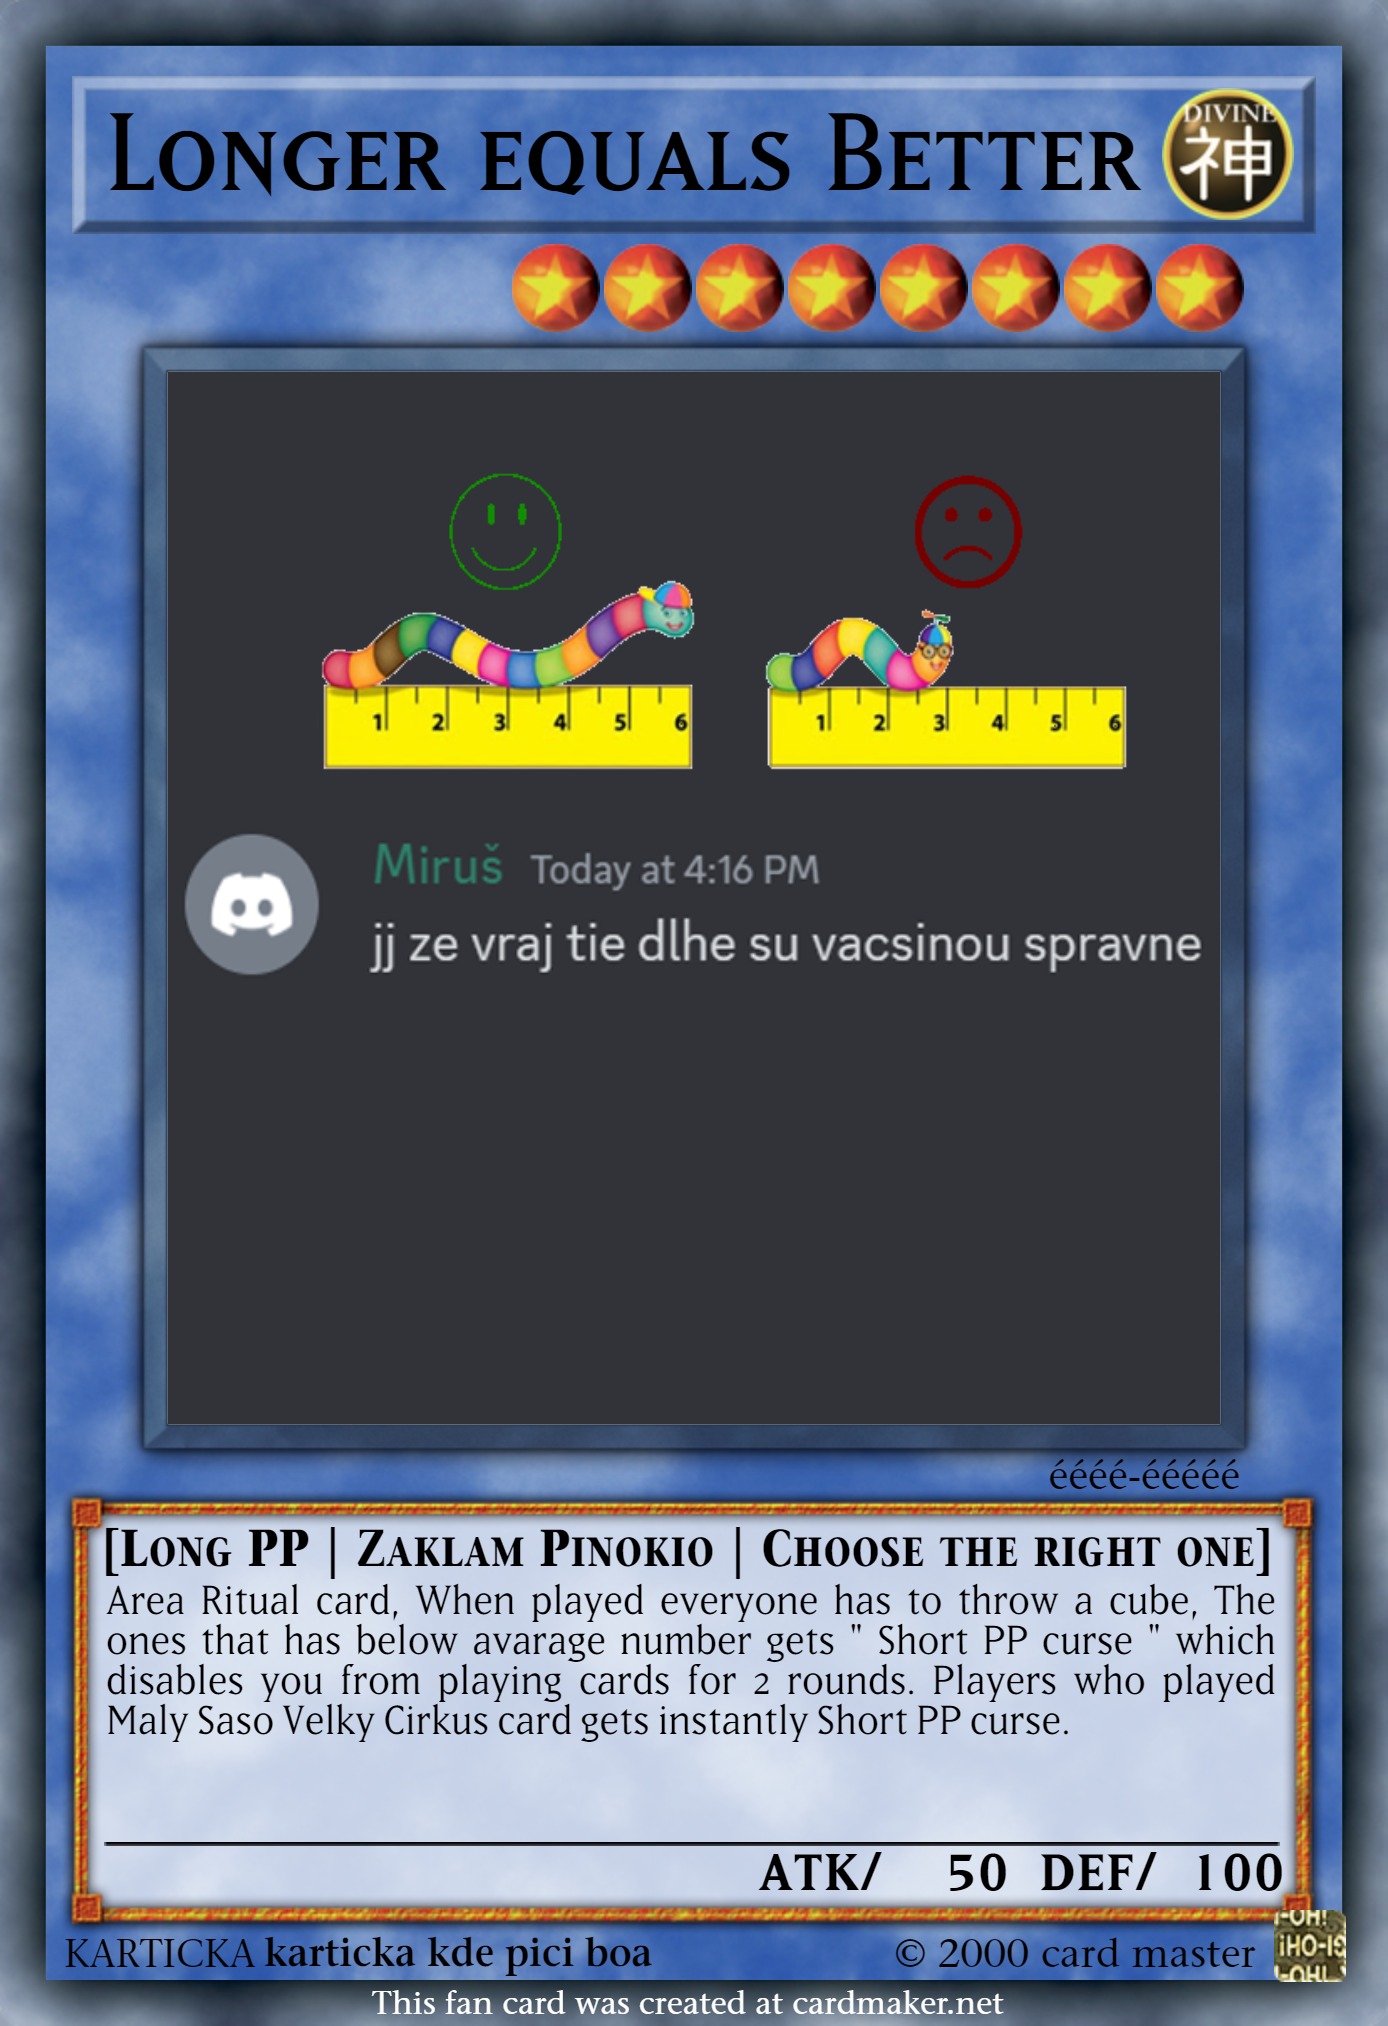 Longer equals Better
DIVINE
神
1 2 3 4 5 6
1 2 3 4 5 6
Miruš Today at 4:16 PM
jj ze vraj tie dlhe su vacsinou spravne
éééé-ééééé
[Long PP | Zaklam Pinokio | Choose the right one]
Area Ritual card, When played everyone has to throw a cube, The
ones that has below avarage number gets " Short PP curse " which
disables you from playing cards for 2 rounds. Players who played
Maly Saso Velky Cirkus card gets instantly Short PP curse.
ATK/ 50 DEF/ 100
KARTICKA karticka kde pici boa © 2000 card master
This fan card was created at cardmaker.net